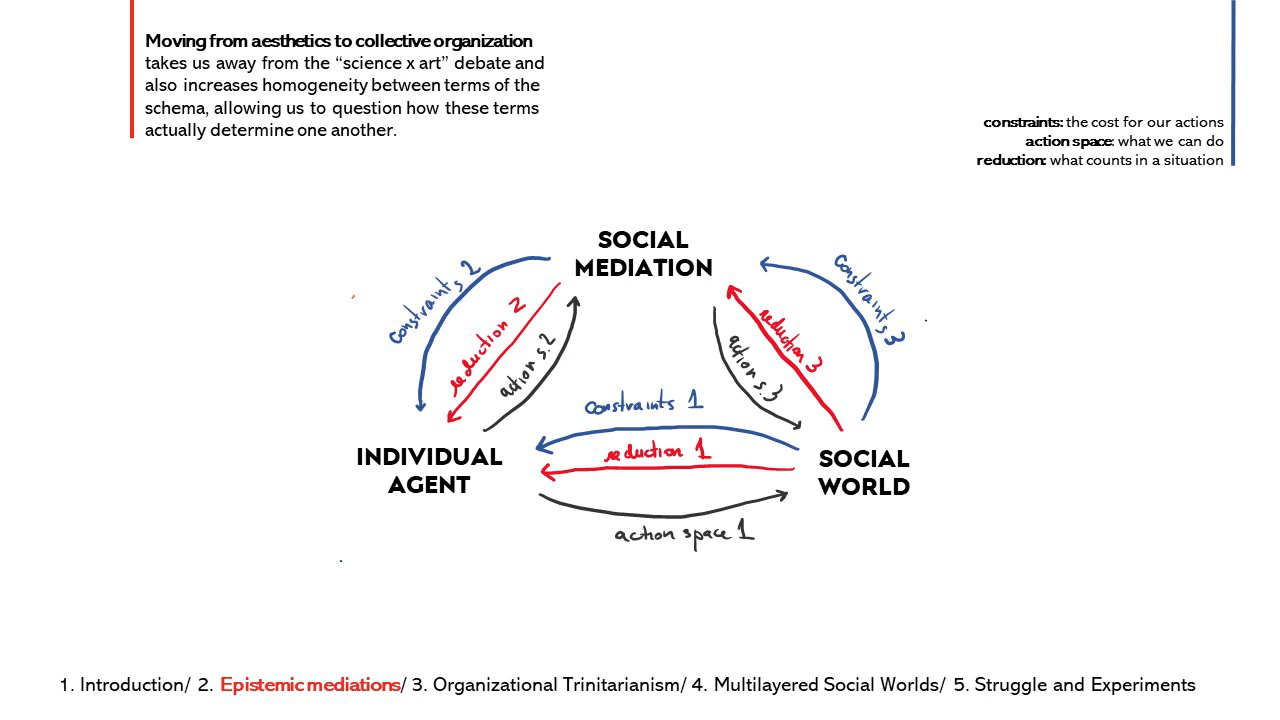 Moving from aesthetics to collective organization
takes us away from the “science x art” debate and
also increases homogeneity between terms of the
schema, allowing us to question how these terms
actually determine one another.
constraints: the cost for our actions
action space: what we can do
reduction: what counts in a situation
SOCIAL
MEDIATION
constraints 2
reduction 2
action s.2
constraints 3
reduction 3
action s.3
constraints 1
reduction 1
INDIVIDUAL
AGENT
SOCIAL
WORLD
action space 1
1. Introduction/ 2. Epistemic mediations/ 3. Organizational Trinitarianism/ 4. Multilayered Social Worlds/ 5. Struggle and Experiments